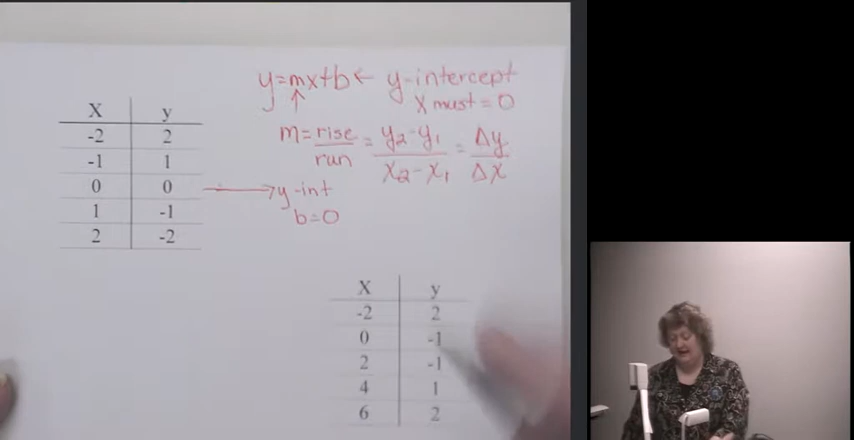 y=mx+b← y-intercept
↑ x must = 0
m = rise/run = y₂-y₁/x₂-x₁ = Δy/Δx
X y
-2 2
-1 1
0 0 → y-int
b=0
1 -1
2 -2
X y
-2 2
0 -1
2 -1
4 1
6 2